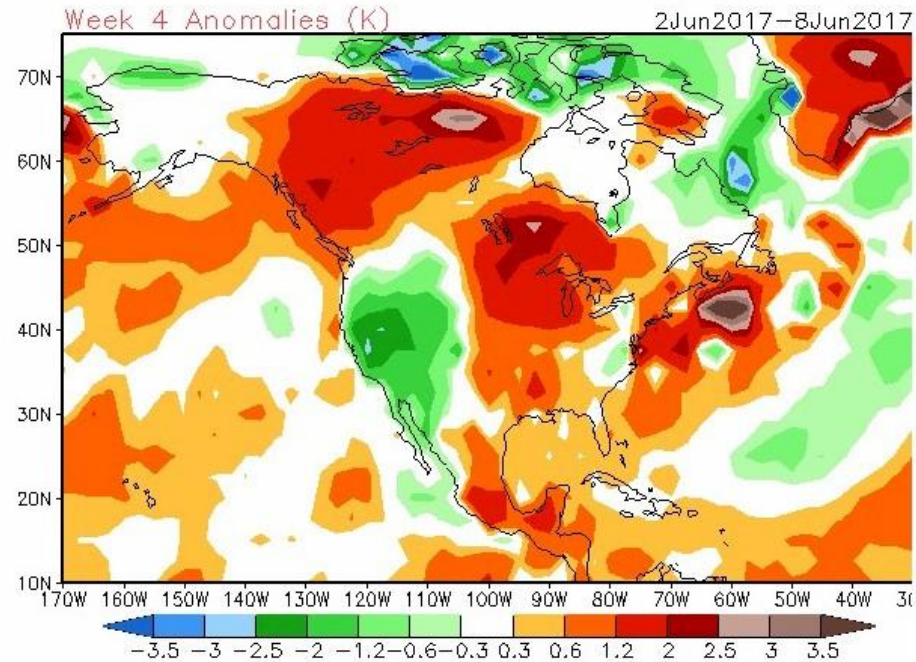 Week 4 Anomalies (K) 2Jun2017-8Jun2017
70N
60N
50N
40N
30N
20N
10N
170W 160W 150W 140W 130W 120W 110W 100W 90W 80W 70W 60W 50W 40W
-3.5 -3 -2.5 -2 -1.2 -0.6 -0.3 0.3 0.6 1.2 2 2.5 3 3.5